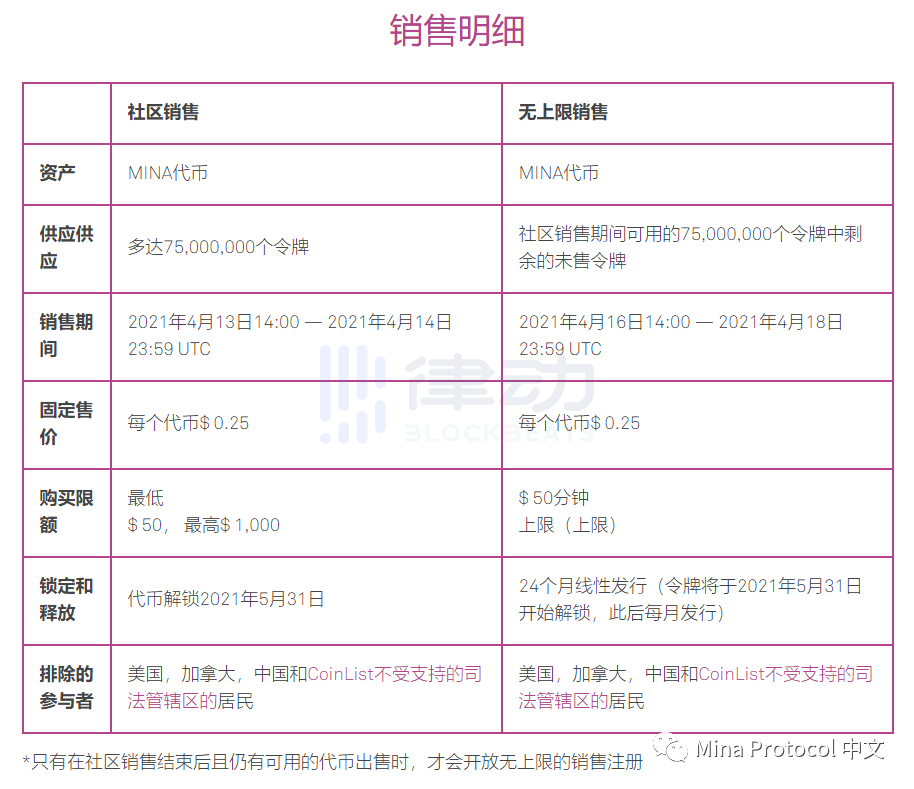 销售明细
社区销售
无上限销售
资产
MINA代币
MINA代币
供应供
应
多达75,000,000个令牌
社区销售期间可用的75,000,000个令牌中剩
余的未售令牌
销售期
间
2021年4月13日14:00 — 2021年4月14日
23:59 UTC
2021年4月16日14:00 — 2021年4月18日
23:59 UTC
固定售
价
每个代币$ 0.25
每个代币$ 0.25
律动
BLOCKBEATS
购买限
额
最低
$ 50， 最高$ 1,000
$ 50分钟
上限（上限）
锁定和
释放
代币解锁2021年5月31日
24个月线性发行（令牌将于2021年5月31日
开始解锁，此后每月发行）
排除的
参与者
美国，加拿大，中国和CoinList不受支持的司
法管辖区的居民
美国，加拿大，中国和CoinList不受支持的司
法管辖区的居民
*只有在社区销售结束后且仍有可用的代币出售时，才会开放无上限的销售注册
Mina Protocol 中文